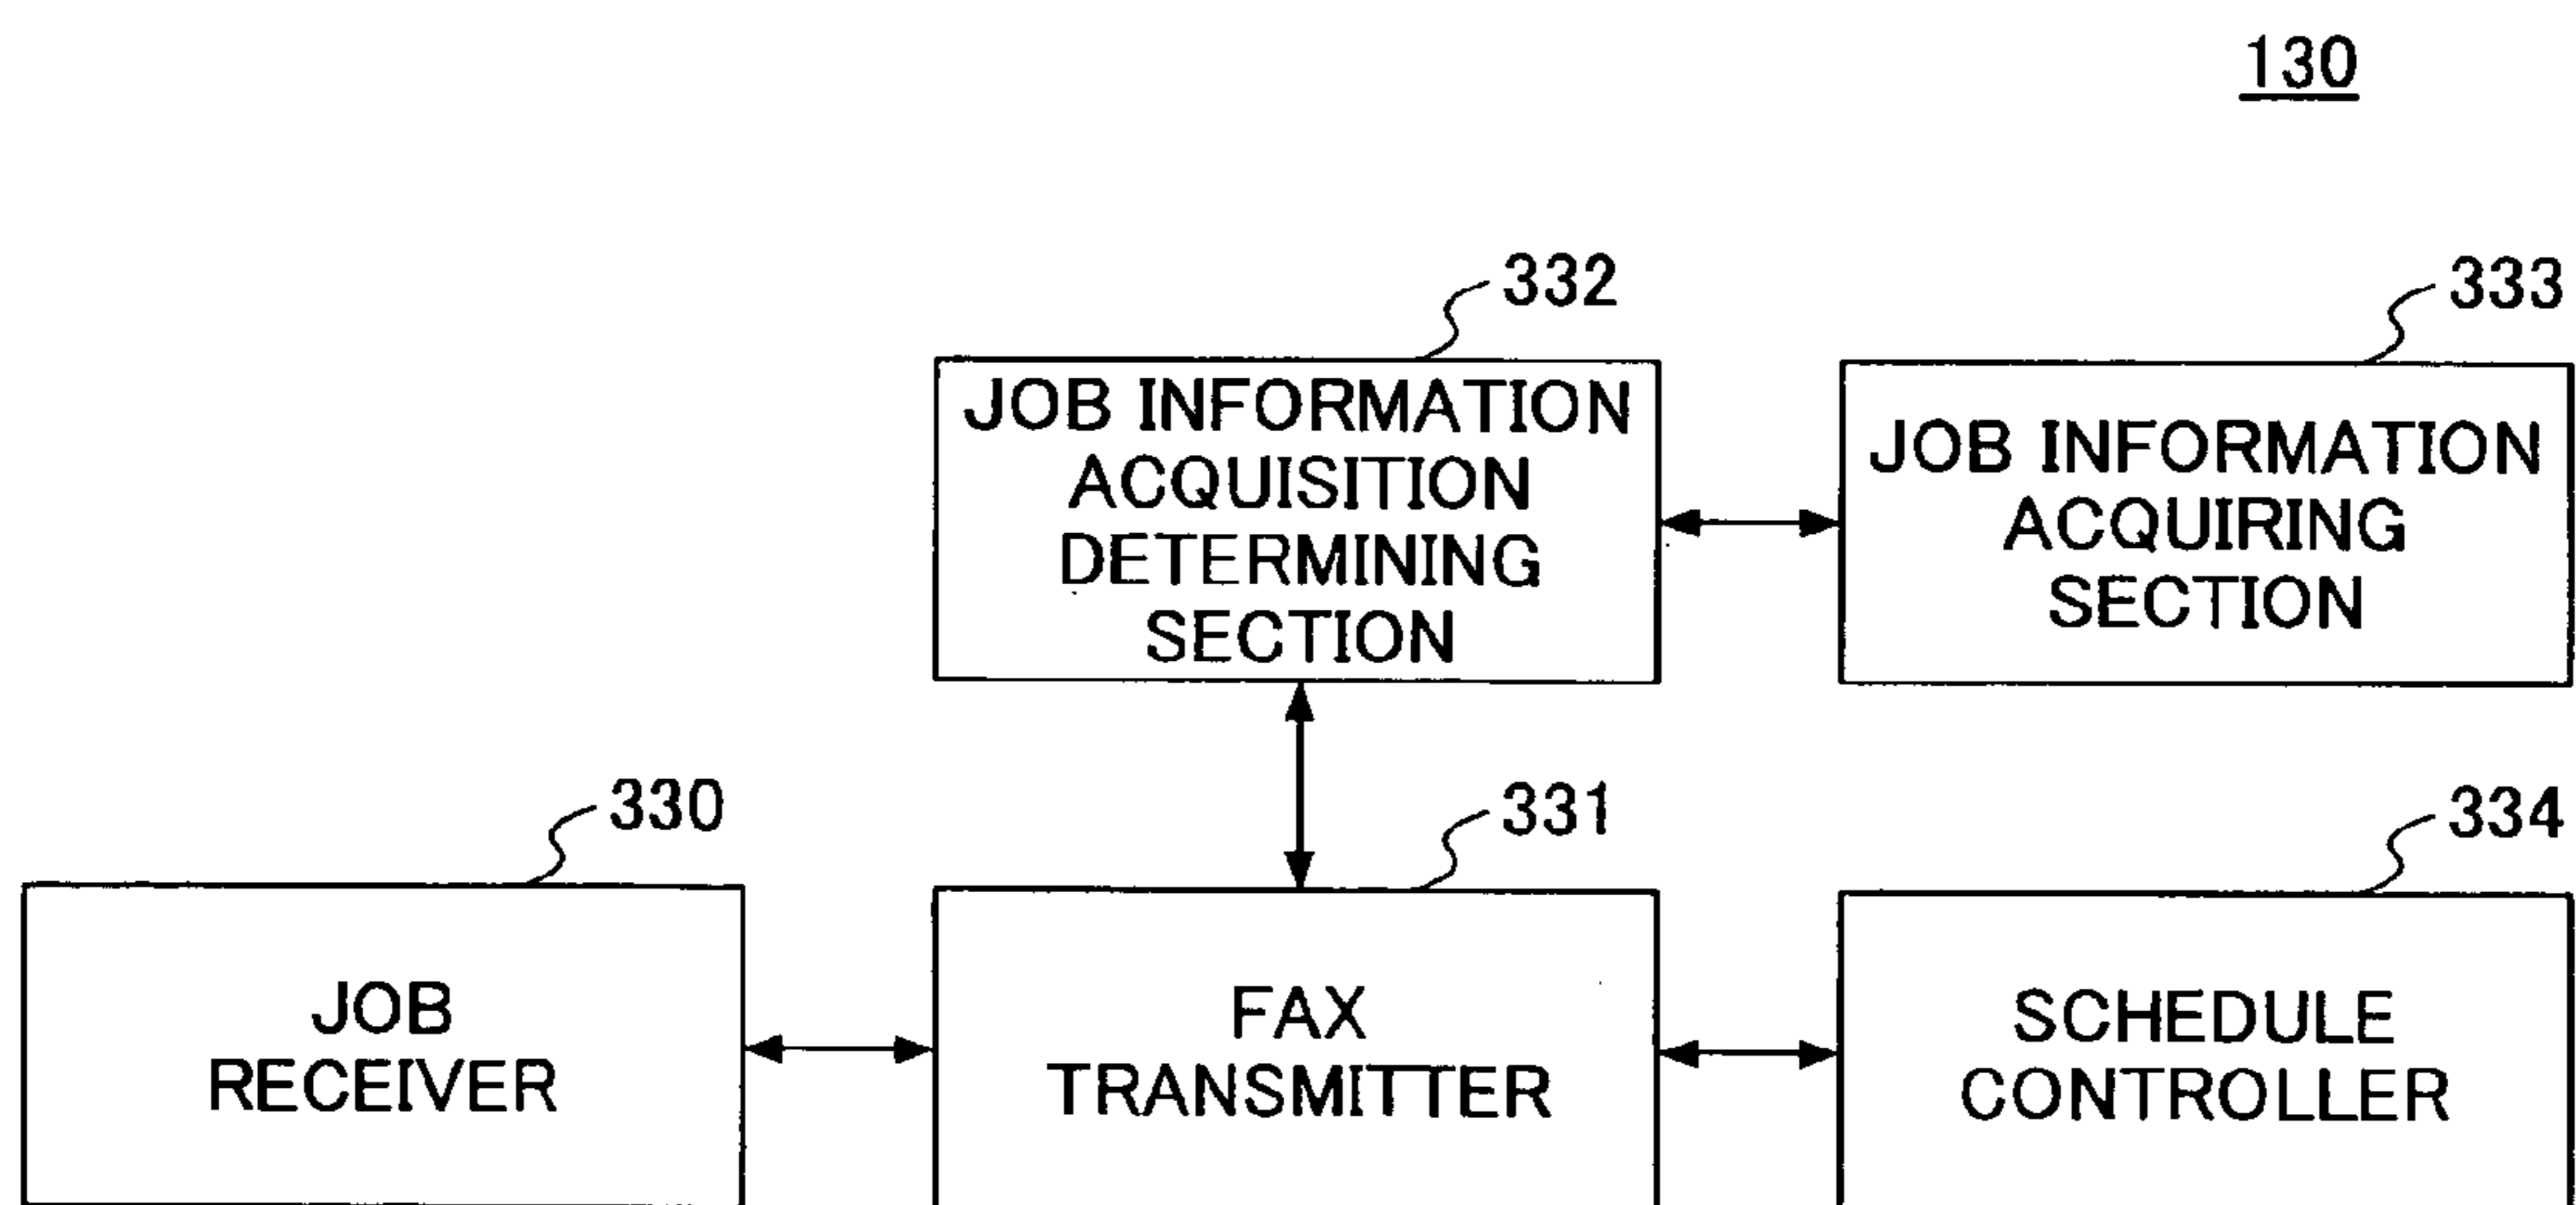 130
332
JOB INFORMATION
ACQUISITION
DETERMINING
SECTION
333
JOB INFORMATION
ACQUIRING
SECTION
330
JOB
RECEIVER
331
FAX
TRANSMITTER
334
SCHEDULE
CONTROLLER